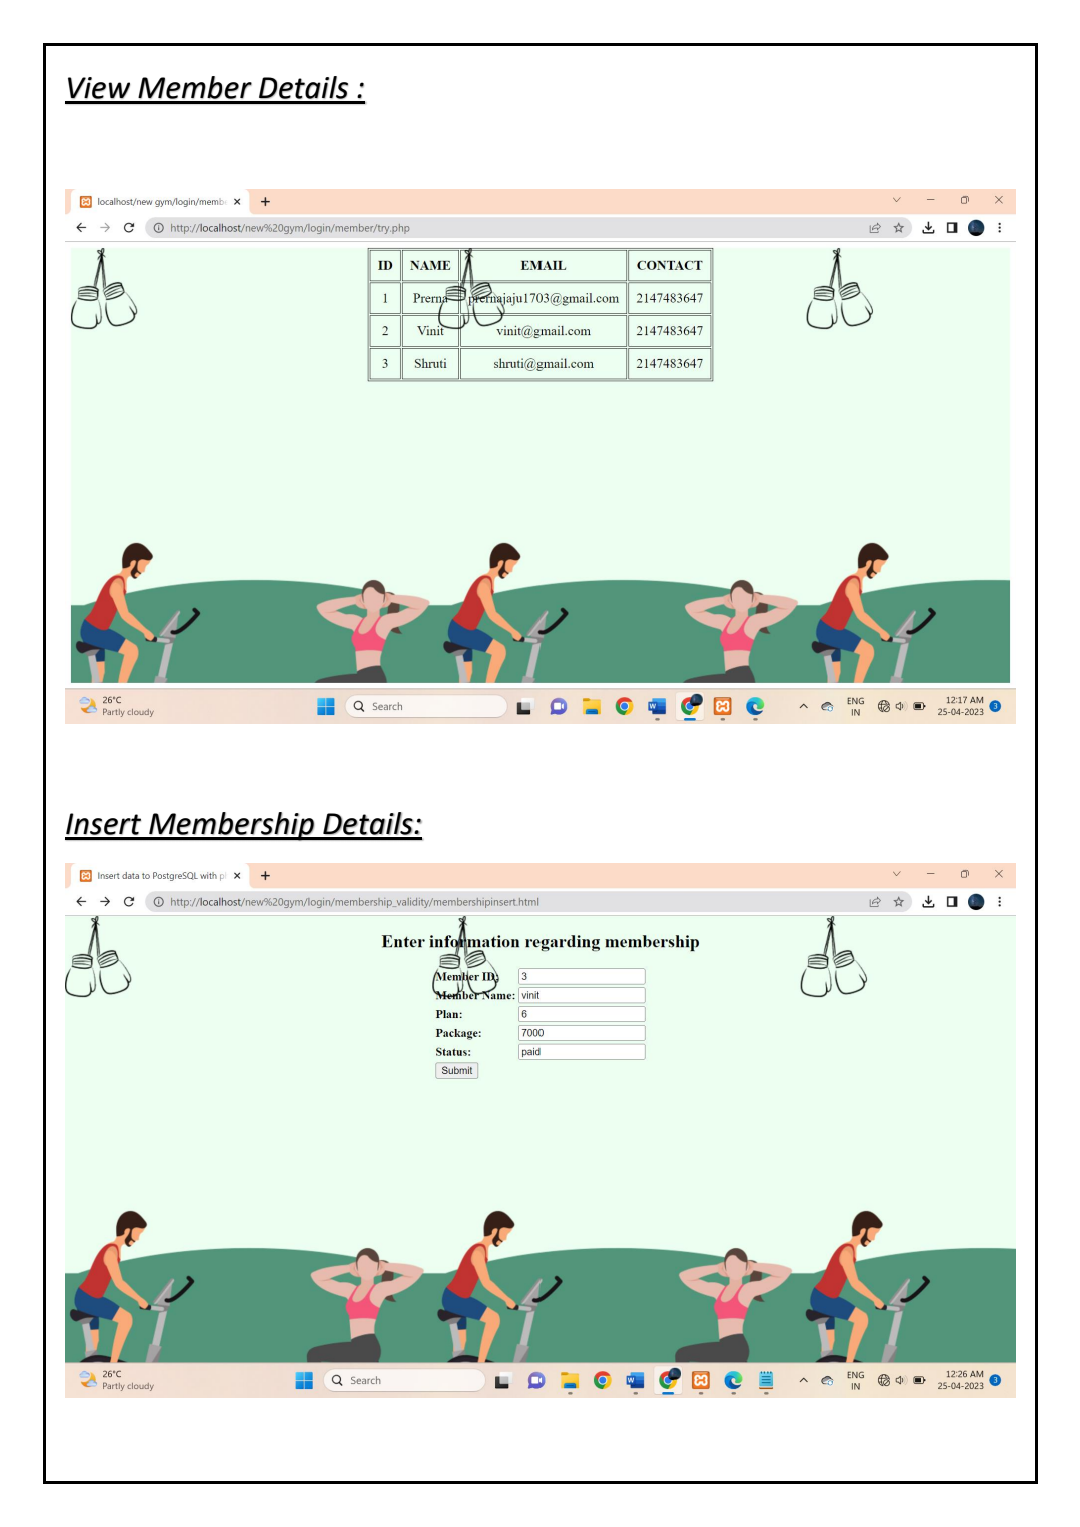 View Member Details :
localhost/new gym/login/membe
http://localhost/new%20gym/login/member/try.php
ID NAME EMAIL CONTACT
1 Prerna prernajaju1703@gmail.com 2147483647
2 Vinit vinit@gmail.com 2147483647
3 Shruti shruti@gmail.com 2147483647
26°C
Partly cloudy
Search
ENG
IN
12:17 AM
25-04-2023
3
Insert Membership Details:
Insert data to PostgreSQL with p
http://localhost/new%20gym/login/membership_validity/membershipinsert.html
Enter information regarding membership
Member ID: 3
Member Name: vinit
Plan: 6
Package: 7000
Status: paid
Submit
26°C
Partly cloudy
Search
ENG
IN
12:26 AM
25-04-2023
3